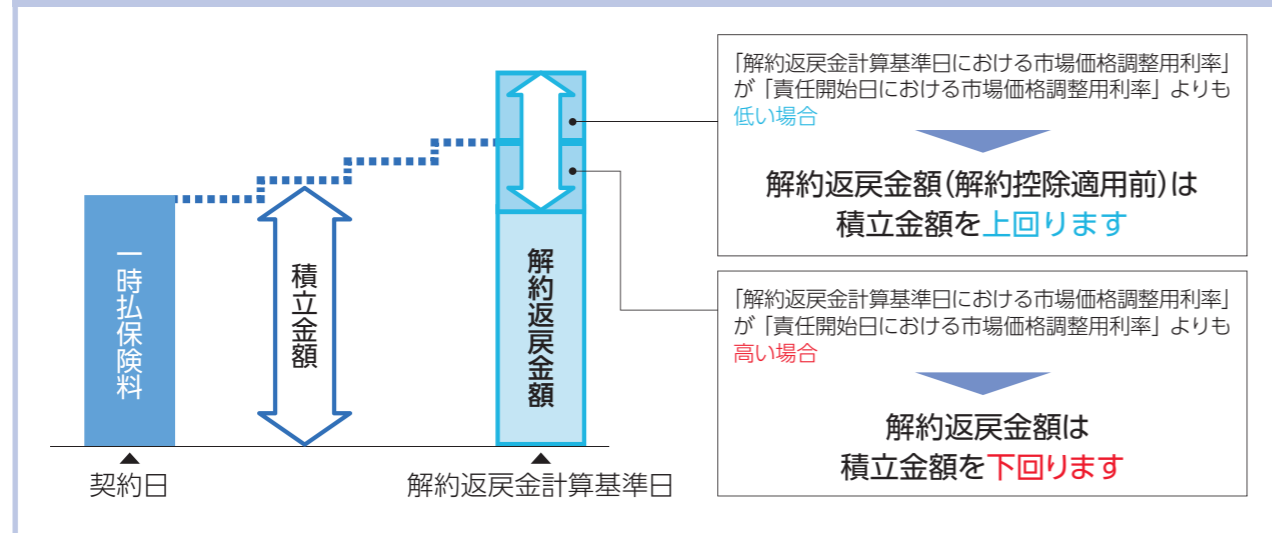 一時払保険料
積立金額
解約返戻金額
契約日
解約返戻金計算基準日
「解約返戻金計算基準日における市場価格調整用利率」
が「責任開始日における市場価格調整用利率」よりも
低い場合
解約返戻金額(解約控除適用前)は
積立金額を上回ります
「解約返戻金計算基準日における市場価格調整用利率」
が「責任開始日における市場価格調整用利率」よりも
高い場合
解約返戻金額は
積立金額を下回ります